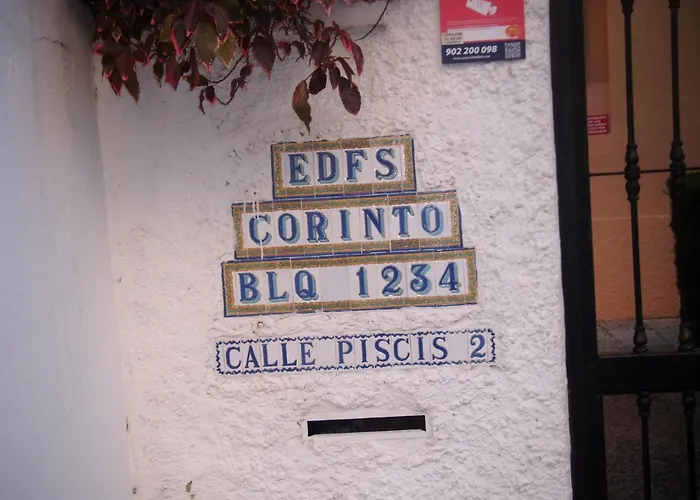 902 200 098
EDFS
CORINTO
BLQ 1234
CALLE PISCIS 2